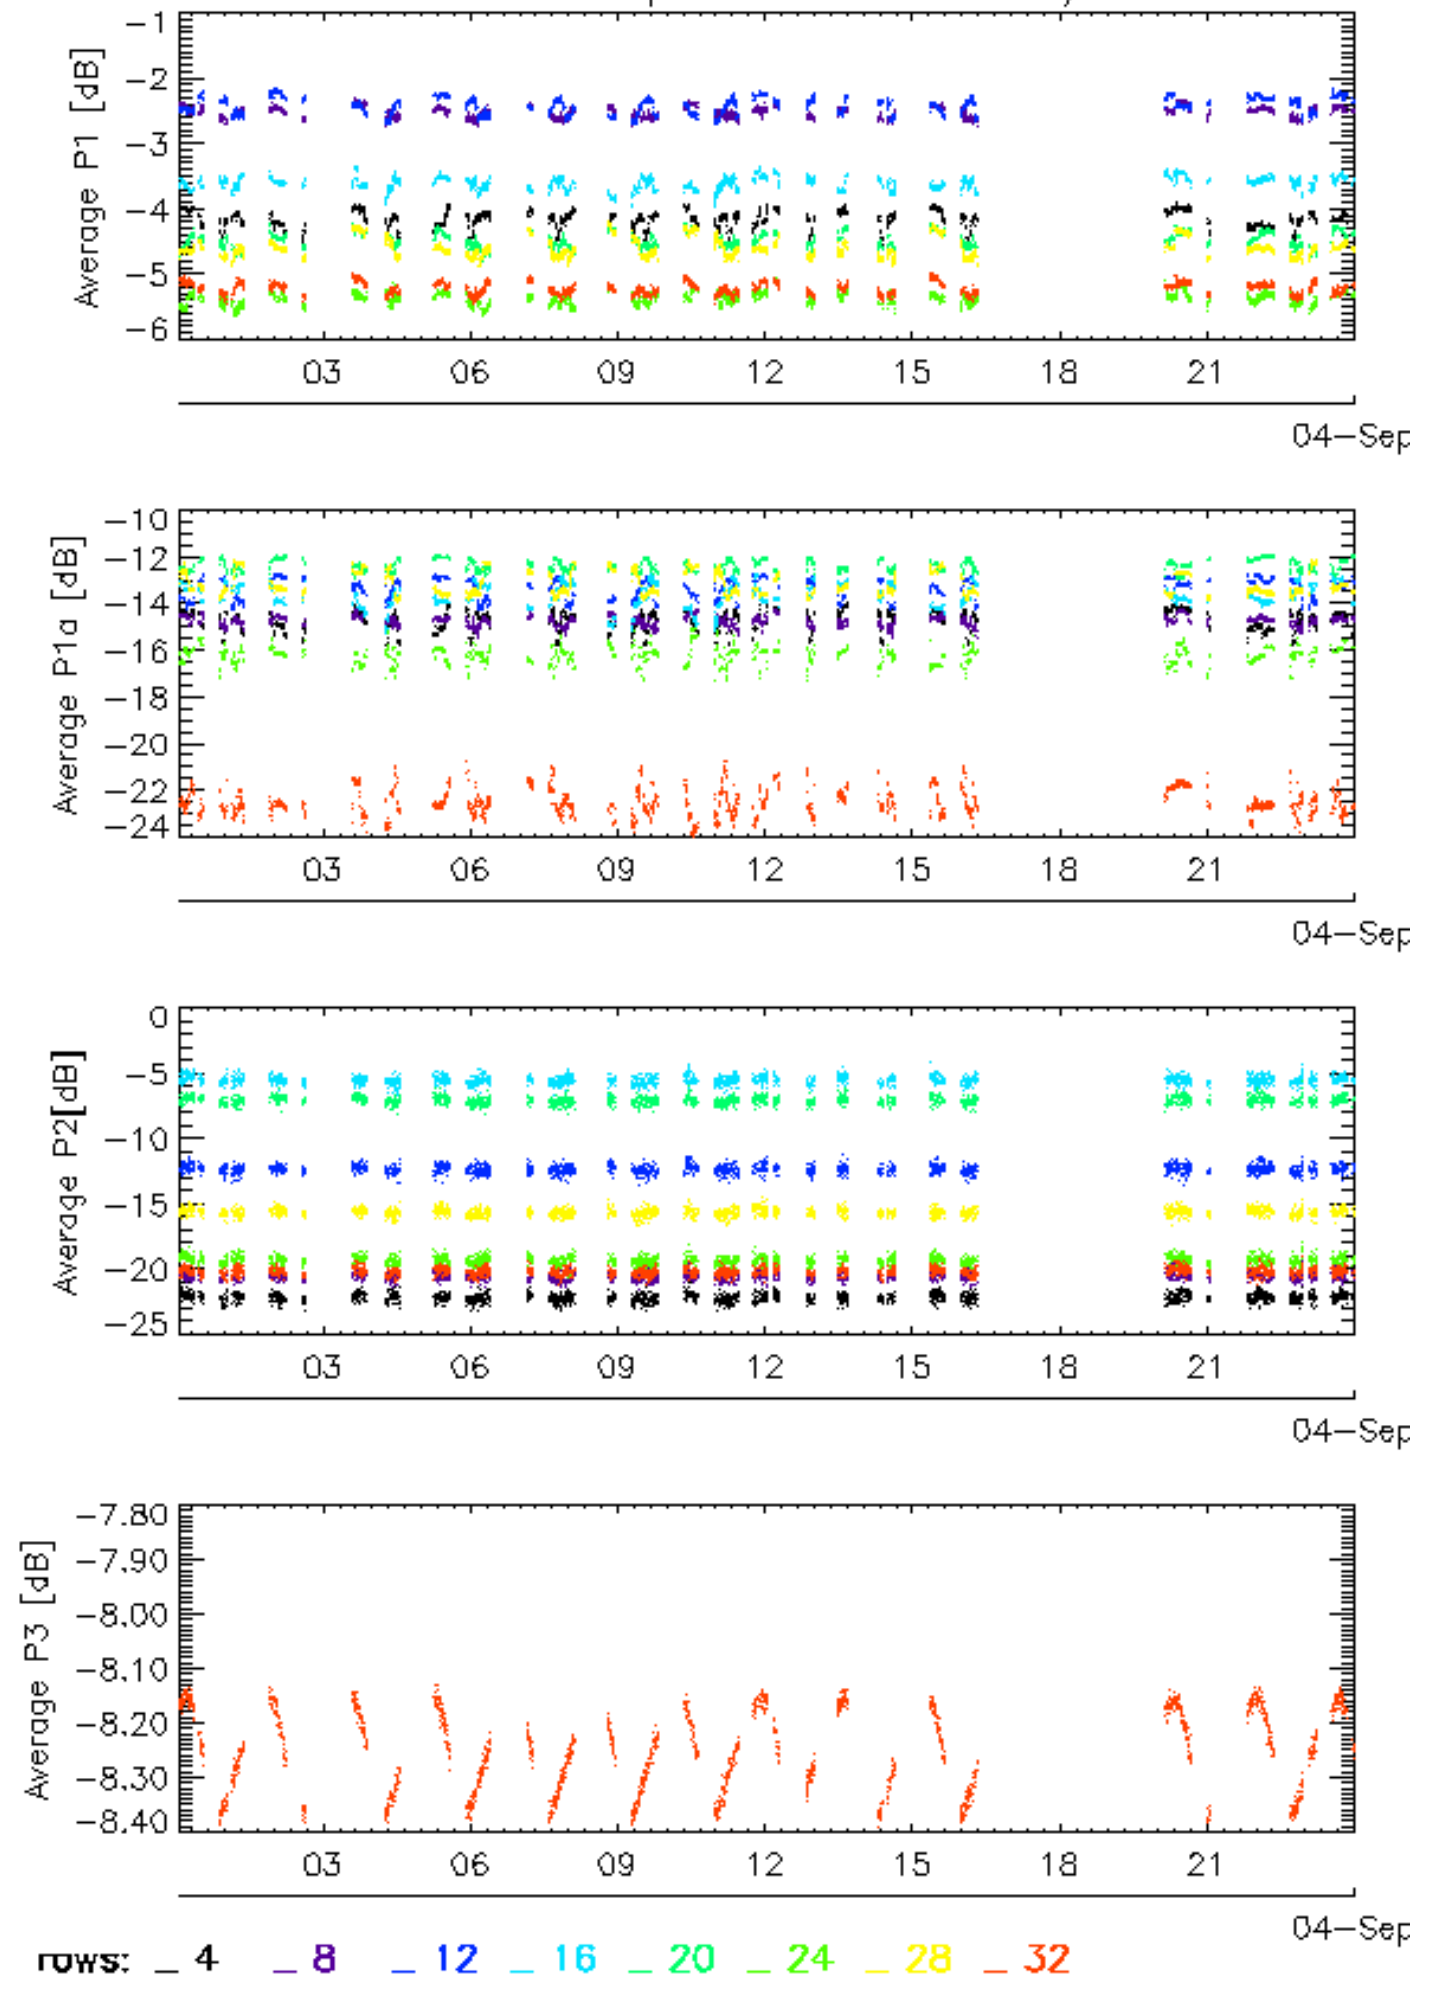 Average P1 [dB]
-1
-2
-3
-4
-5
-6
03 06 09 12 15 18 21
04-Sep
Average P1a [dB]
-10
-12
-14
-16
-18
-20
-22
-24
03 06 09 12 15 18 21
04-Sep
Average P2[dB]
0
-5
-10
-15
-20
-25
03 06 09 12 15 18 21
04-Sep
Average P3 [dB]
-7.80
-7.90
-8.00
-8.10
-8.20
-8.30
-8.40
03 06 09 12 15 18 21
04-Sep
rows: _ 4 _ 8 _ 12 _ 16 _ 20 _ 24 _ 28 _ 32